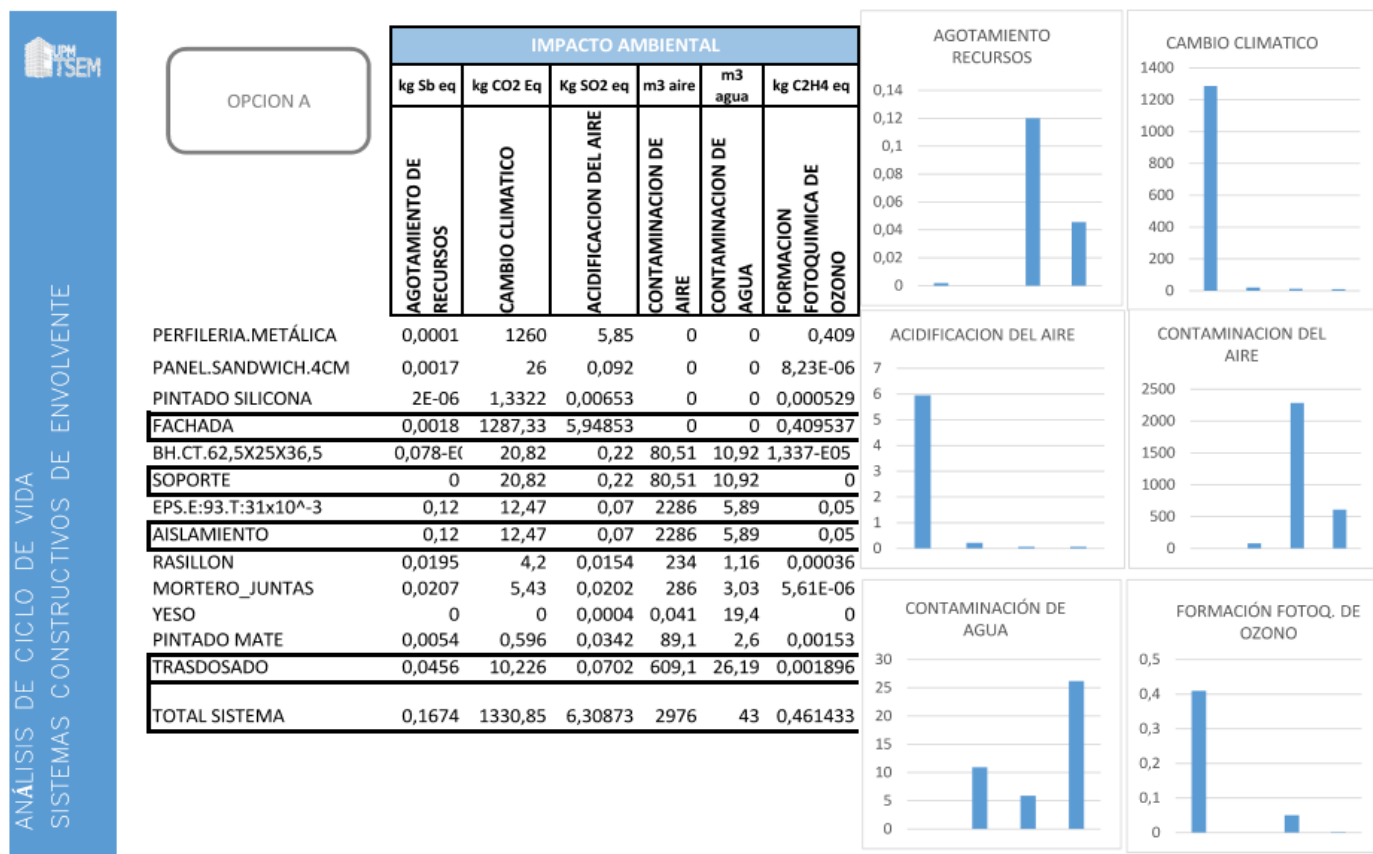 UPM
TSEM
ANÁLISIS DE CICLO DE VIDA
SISTEMAS CONSTRUCTIVOS DE ENVOLVENTE
OPCION A
IMPACTO AMBIENTAL
kg Sb eq kg CO2 Eq Kg SO2 eq m3 aire m3 agua kg C2H4 eq
AGOTAMIENTO DE RECURSOS
CAMBIO CLIMATICO
ACIDIFICACION DEL AIRE
CONTAMINACION DE AIRE
CONTAMINACION DE AGUA
FORMACION FOTOQUIMICA DE OZONO
PERFILERIA.METÁLICA 0,0001 1260 5,85 0 0 0,409
PANEL.SANDWICH.4CM 0,0017 26 0,092 0 0 8,23E-06
PINTADO SILICONA 2E-06 1,3322 0,00653 0 0 0,000529
FACHADA 0,0018 1287,33 5,94853 0 0 0,409537
BH.CT.62,5X25X36,5 0,078-E( 20,82 0,22 80,51 10,92 1,337-E05
SOPORTE 0 20,82 0,22 80,51 10,92 0
EPS.E:93.T:31x10^-3 0,12 12,47 0,07 2286 5,89 0,05
AISLAMIENTO 0,12 12,47 0,07 2286 5,89 0,05
RASILLON 0,0195 4,2 0,0154 234 1,16 0,00036
MORTERO_JUNTAS 0,0207 5,43 0,0202 286 3,03 5,61E-06
YESO 0 0 0,0004 0,041 19,4 0
PINTADO MATE 0,0054 0,596 0,0342 89,1 2,6 0,00153
TRASDOSADO 0,0456 10,226 0,0702 609,1 26,19 0,001896
TOTAL SISTEMA 0,1674 1330,85 6,30873 2976 43 0,461433
AGOTAMIENTO
RECURSOS
0,14
0,12
0,1
0,08
0,06
0,04
0,02
0
CAMBIO CLIMATICO
1400
1200
1000
800
600
400
200
0
ACIDIFICACION DEL AIRE
7
6
5
4
3
2
1
0
CONTAMINACION DEL
AIRE
2500
2000
1500
1000
500
0
CONTAMINACIÓN DE
AGUA
30
25
20
15
10
5
0
FORMACIÓN FOTOQ. DE
OZONO
0,5
0,4
0,3
0,2
0,1
0